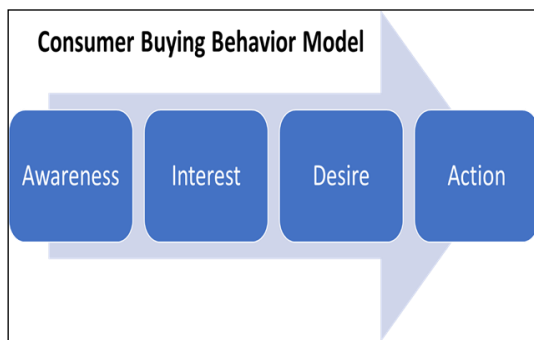 Consumer Buying Behavior Model
Awareness
Interest
Desire
Action